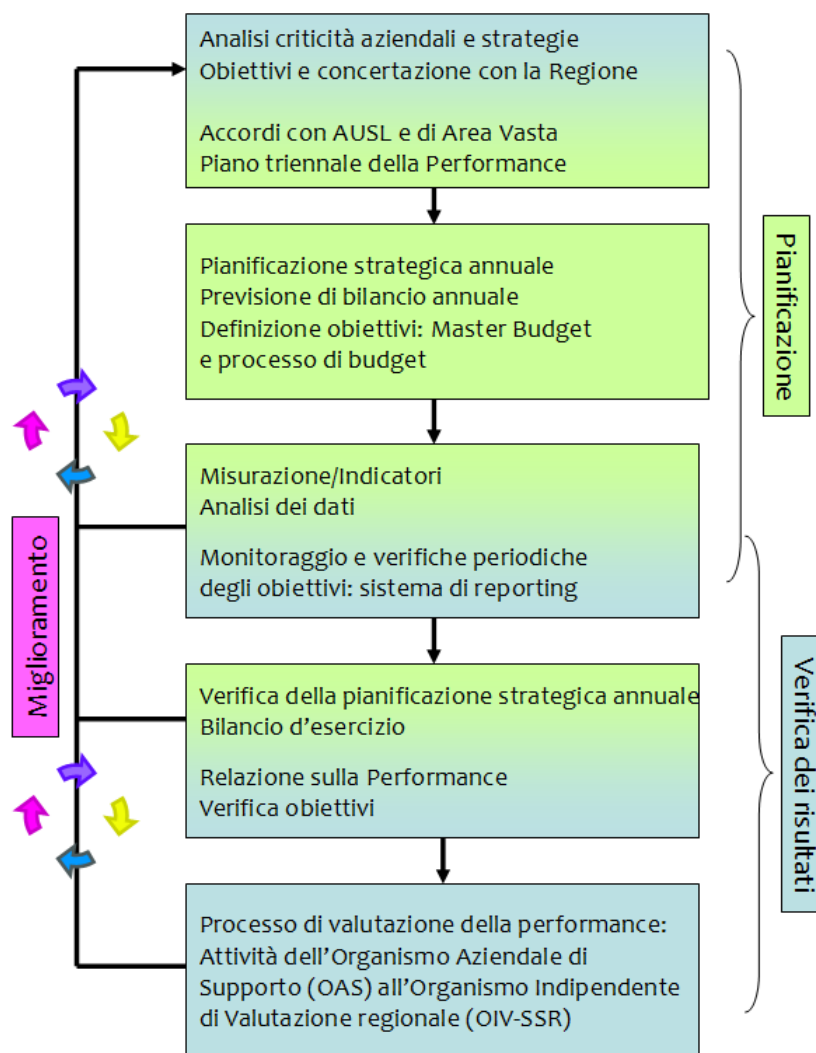 Analisi criticità aziendali e strategie
Obiettivi e concertazione con la Regione
Accordi con AUSL e di Area Vasta
Piano triennale della Performance
Pianificazione strategica annuale
Previsione di bilancio annuale
Definizione obiettivi: Master Budget
e processo di budget
Pianificazione
Misurazione/Indicatori
Analisi dei dati
Monitoraggio e verifiche periodiche
degli obiettivi: sistema di reporting
Miglioramento
Verifica della pianificazione strategica annuale
Bilancio d'esercizio
Relazione sulla Performance
Verifica obiettivi
Verifica dei risultati
Processo di valutazione della performance:
Attività dell'Organismo Aziendale di
Supporto (OAS) all'Organismo Indipendente
di Valutazione regionale (OIV-SSR)